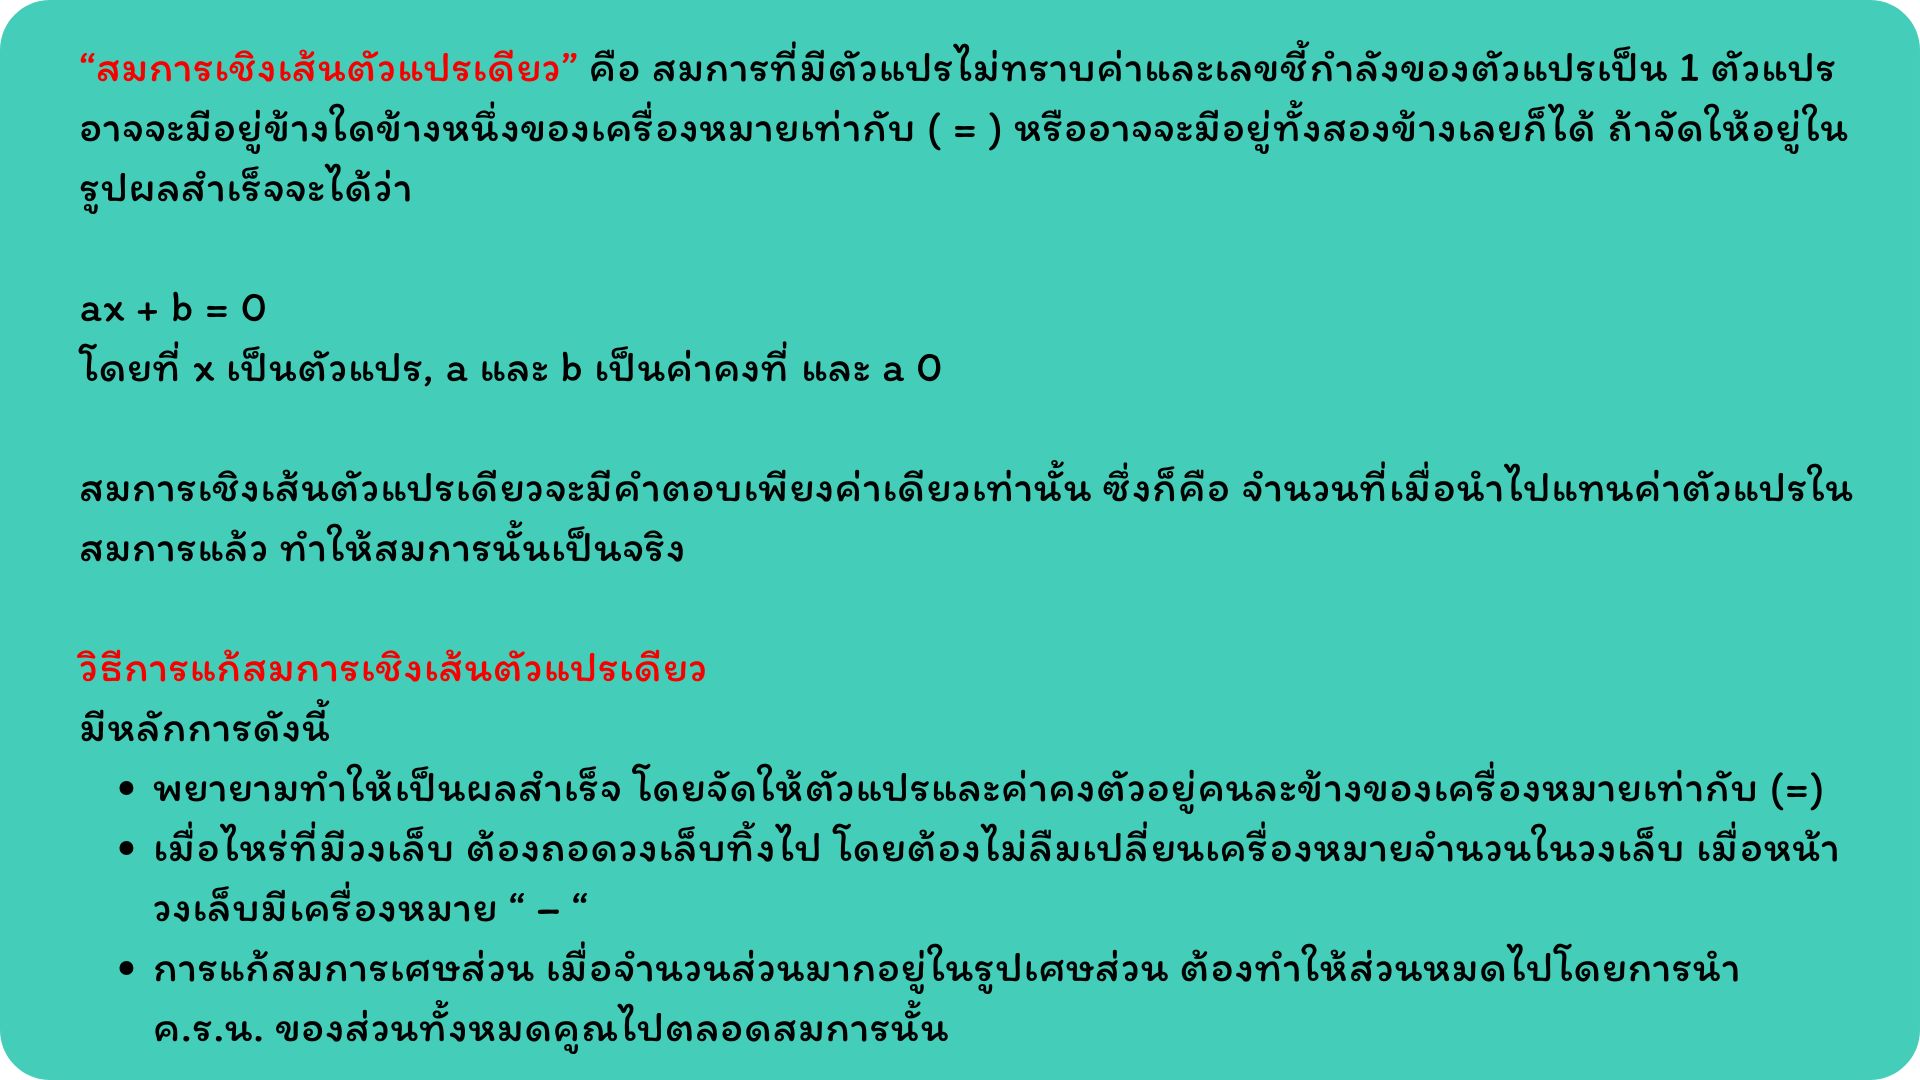 “สมการเชิงเส้นตัวแปรเดียว” คือ สมการที่มีตัวแปรไม่ทราบค่าและเลขชี้กำลังของตัวแปรเป็น 1 ตัวแปร
อาจจะมีอยู่ข้างใดข้างหนึ่งของเครื่องหมายเท่ากับ ( = ) หรืออาจจะมีอยู่ทั้งสองข้างเลยก็ได้ ถ้าจัดให้อยู่ใน
รูปผลสำเร็จจะได้ว่า
ax + b = 0
โดยที่ x เป็นตัวแปร, a และ b เป็นค่าคงที่ และ a 0
สมการเชิงเส้นตัวแปรเดียวจะมีคำตอบเพียงค่าเดียวเท่านั้น ซึ่งก็คือ จำนวนที่เมื่อนำไปแทนค่าตัวแปรใน
สมการแล้ว ทำให้สมการนั้นเป็นจริง
วิธีการแก้สมการเชิงเส้นตัวแปรเดียว
มีหลักการดังนี้
• พยายามทำให้เป็นผลสำเร็จ โดยจัดให้ตัวแปรและค่าคงตัวอยู่คนละข้างของเครื่องหมายเท่ากับ (=)
• เมื่อไหร่ที่มีวงเล็บ ต้องถอดวงเล็บทิ้งไป โดยต้องไม่ลืมเปลี่ยนเครื่องหมายจำนวนในวงเล็บ เมื่อหน้า
วงเล็บมีเครื่องหมาย “ – “
• การแก้สมการเศษส่วน เมื่อจำนวนส่วนมากอยู่ในรูปเศษส่วน ต้องทำให้ส่วนหมดไปโดยการนำ
ค.ร.น. ของส่วนทั้งหมดคูณไปตลอดสมการนั้น